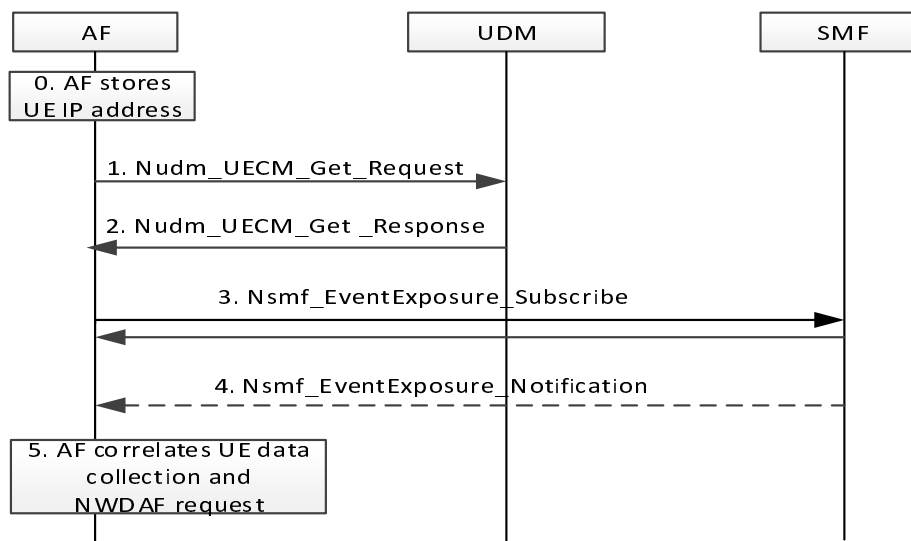 AF
UDM
SMF
0. AF stores
UE IP address
1. Nudm_UECM_Get_Request
2. Nudm_UECM_Get _Response
3. Nsmf_EventExposure_Subscribe
4. Nsmf_EventExposure_Notification
5. AF correlates UE data
collection and
NWDAF request